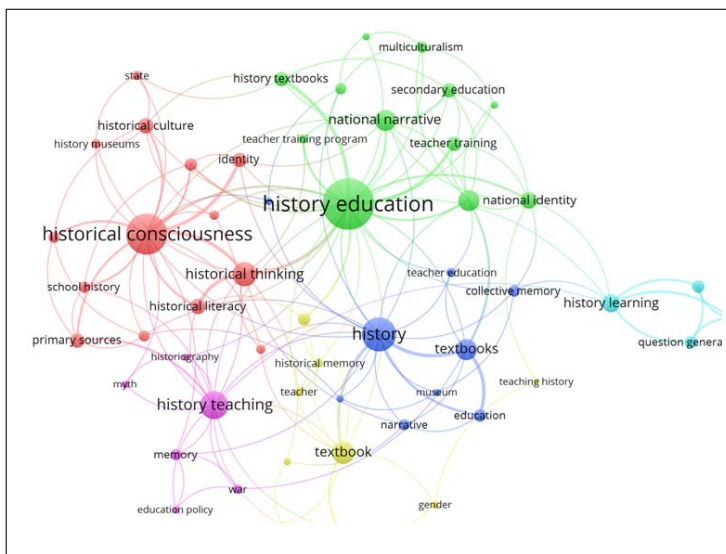 multiculturalism
state
history textbooks
secondary education
historical culture
national narrative
history museums
teacher training program
teacher training
identity
history education
national identity
historical consciousness
historical thinking
teacher education
school history
collective memory
historical literacy
history learning
primary sources
history
question genera
historiography
textbooks
historical memory
myth
teacher
museum
teaching history
history teaching
narrative
education
memory
textbook
war
gender
education policy